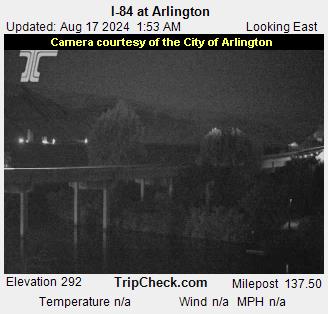 I-84 at Arlington
Updated: Aug 17 2024 1:53 AM Looking East
Camera courtesy of the City of Arlington
Elevation 292 TripCheck.com Milepost 137.50
Temperature n/a Wind n/a MPH n/a